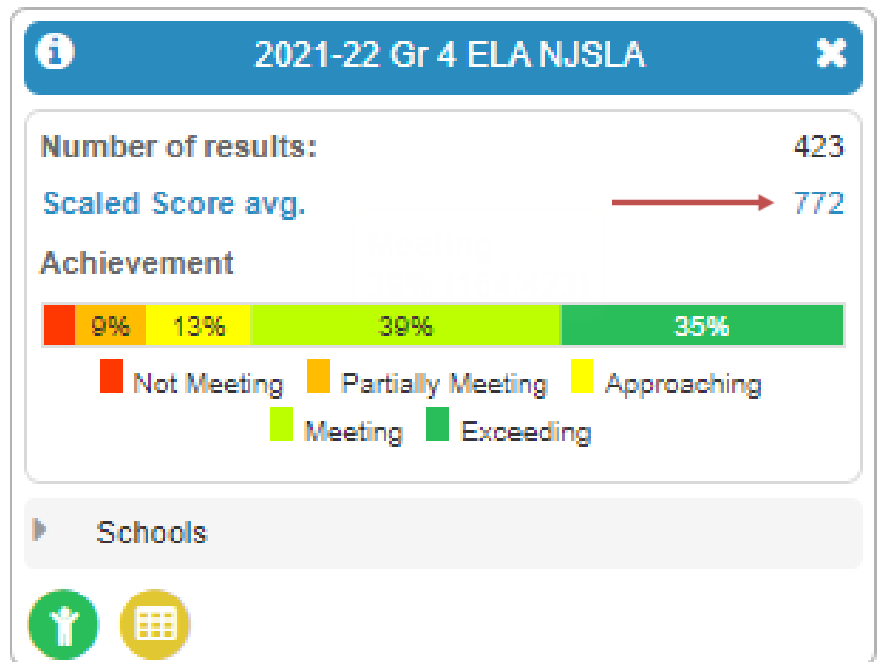 2021-22 Gr 4 ELA NJSLA
Number of results: 423
Scaled Score avg. 772
Achievement
9% 13% 39% 35%
Not Meeting Partially Meeting Approaching
Meeting Exceeding
Schools